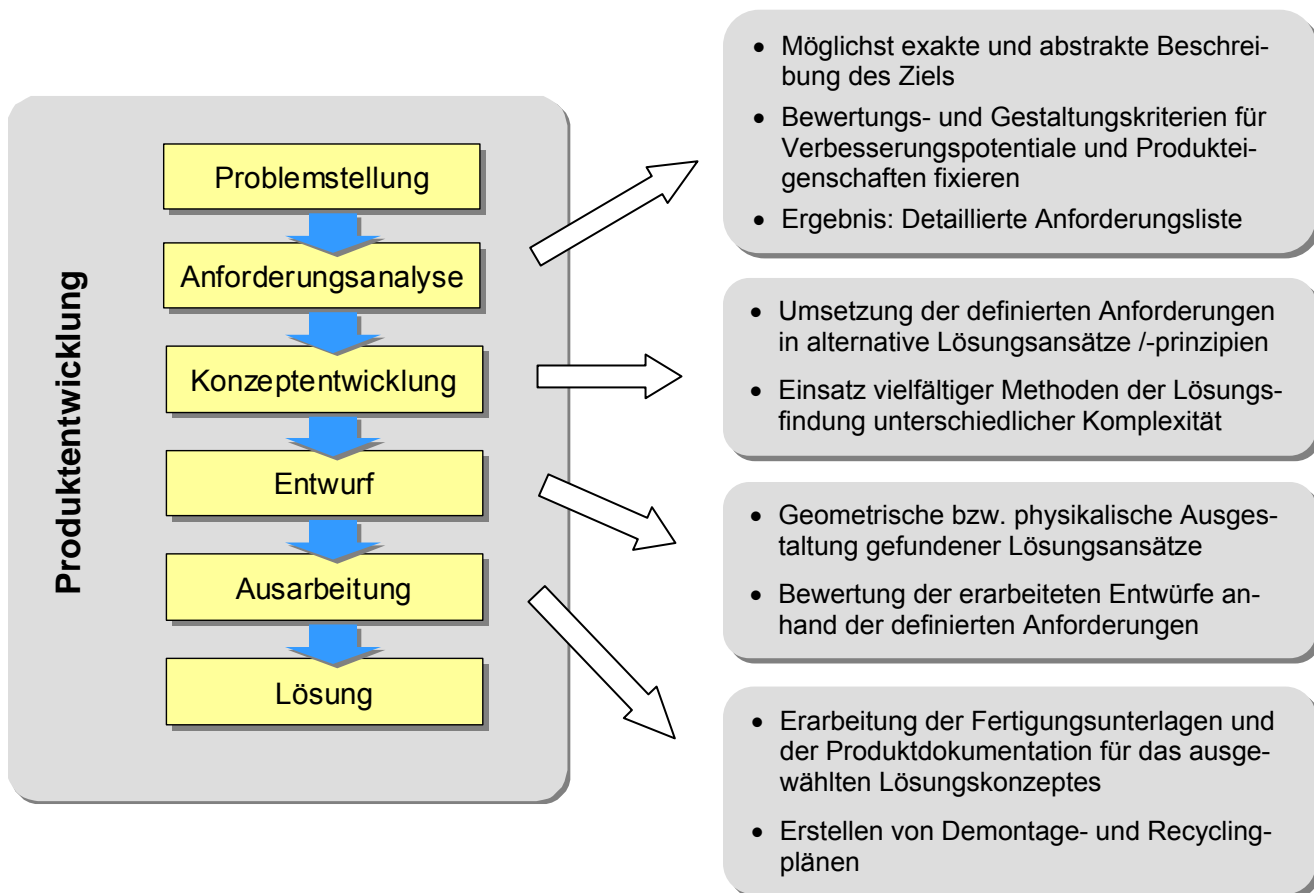 Produktentwicklung
Problemstellung
Anforderungsanalyse
Konzeptentwicklung
Entwurf
Ausarbeitung
Lösung
• Möglichst exakte und abstrakte Beschrei-
bung des Ziels
• Bewertungs- und Gestaltungskriterien für
Verbesserungspotentiale und Produktei-
genschaften fixieren
• Ergebnis: Detaillierte Anforderungsliste
• Umsetzung der definierten Anforderungen
in alternative Lösungsansätze /-prinzipien
• Einsatz vielfältiger Methoden der Lösungs-
findung unterschiedlicher Komplexität
• Geometrische bzw. physikalische Ausges-
taltung gefundener Lösungsansätze
• Bewertung der erarbeiteten Entwürfe an-
hand der definierten Anforderungen
• Erarbeitung der Fertigungsunterlagen und
der Produktdokumentation für das ausge-
wählten Lösungskonzeptes
• Erstellen von Demontage- und Recycling-
plänen